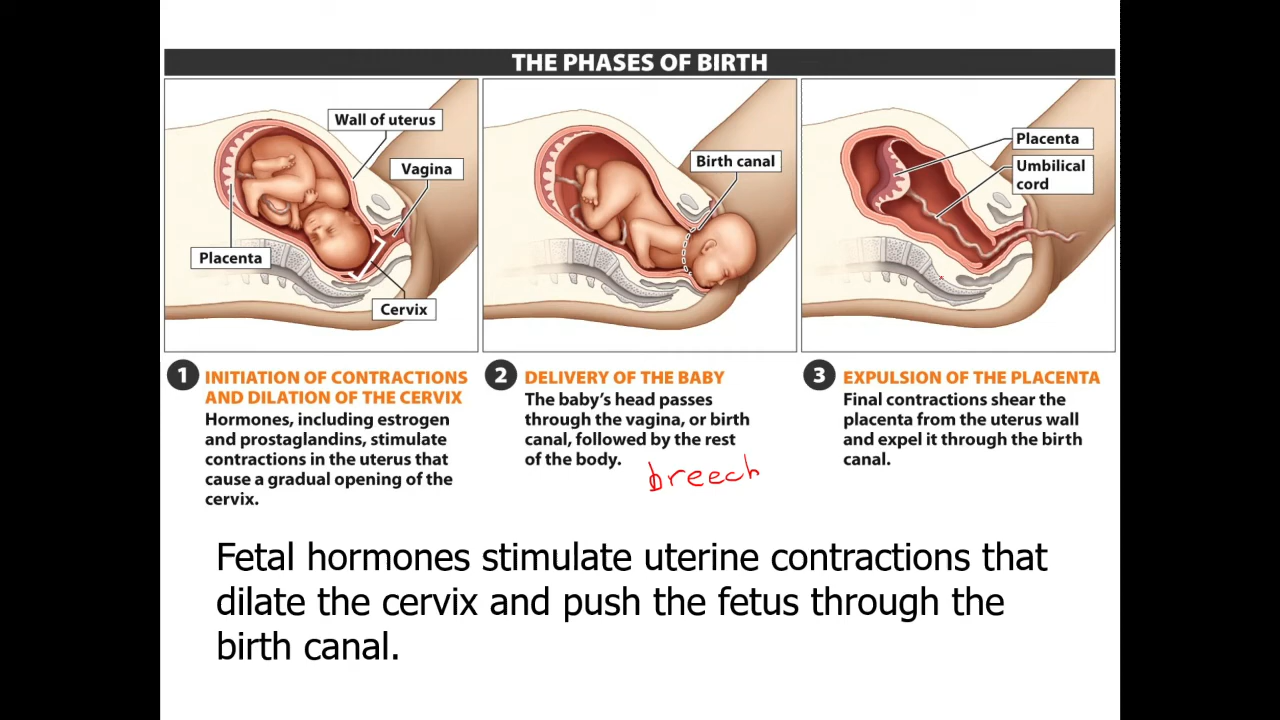 THE PHASES OF BIRTH
Wall of uterus
Vagina
Placenta
Cervix
Birth canal
Placenta
Umbilical
cord
1 INITIATION OF CONTRACTIONS
AND DILATION OF THE CERVIX
Hormones, including estrogen
and prostaglandins, stimulate
contractions in the uterus that
cause a gradual opening of the
cervix.
2 DELIVERY OF THE BABY
The baby's head passes
through the vagina, or birth
canal, followed by the rest
of the body.
breech
3 EXPULSION OF THE PLACENTA
Final contractions shear the
placenta from the uterus wall
and expel it through the birth
canal.
Fetal hormones stimulate uterine contractions that
dilate the cervix and push the fetus through the
birth canal.